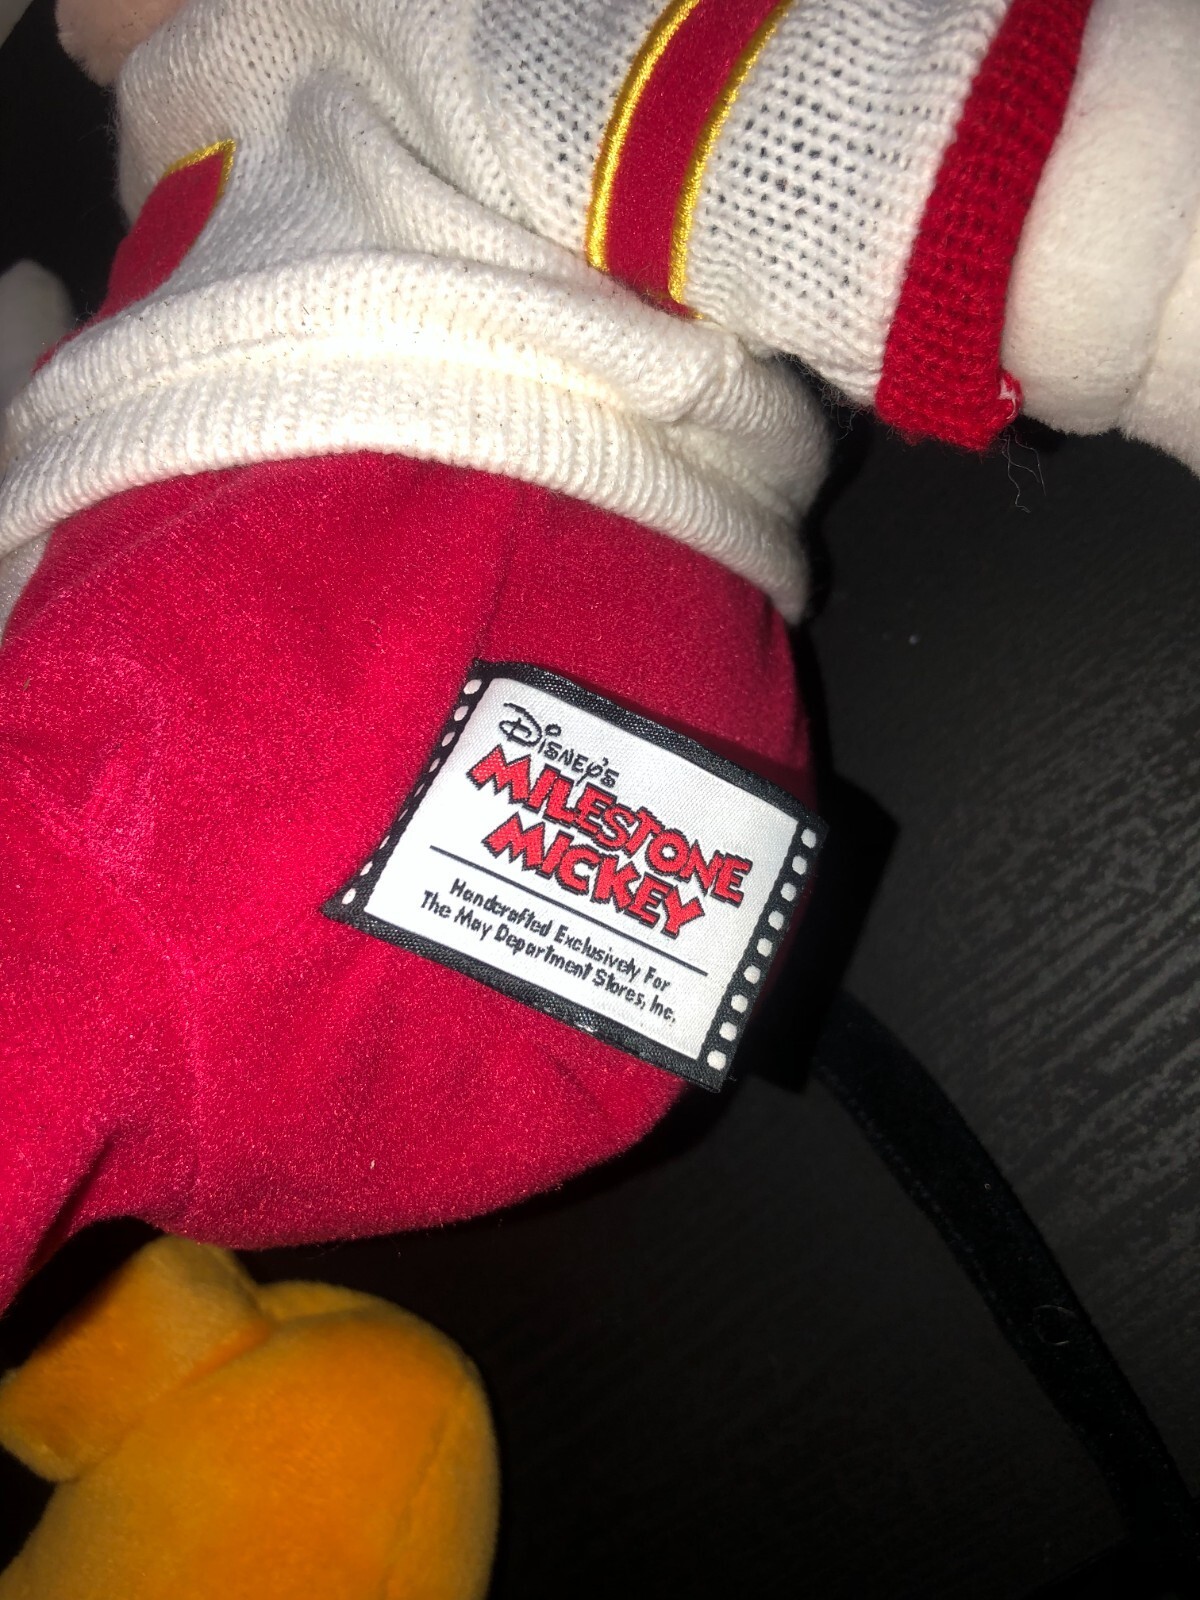 Disney's
MILESTONE
MICKEY
Handcrafted Exclusively For
The May Department Stores, Inc.